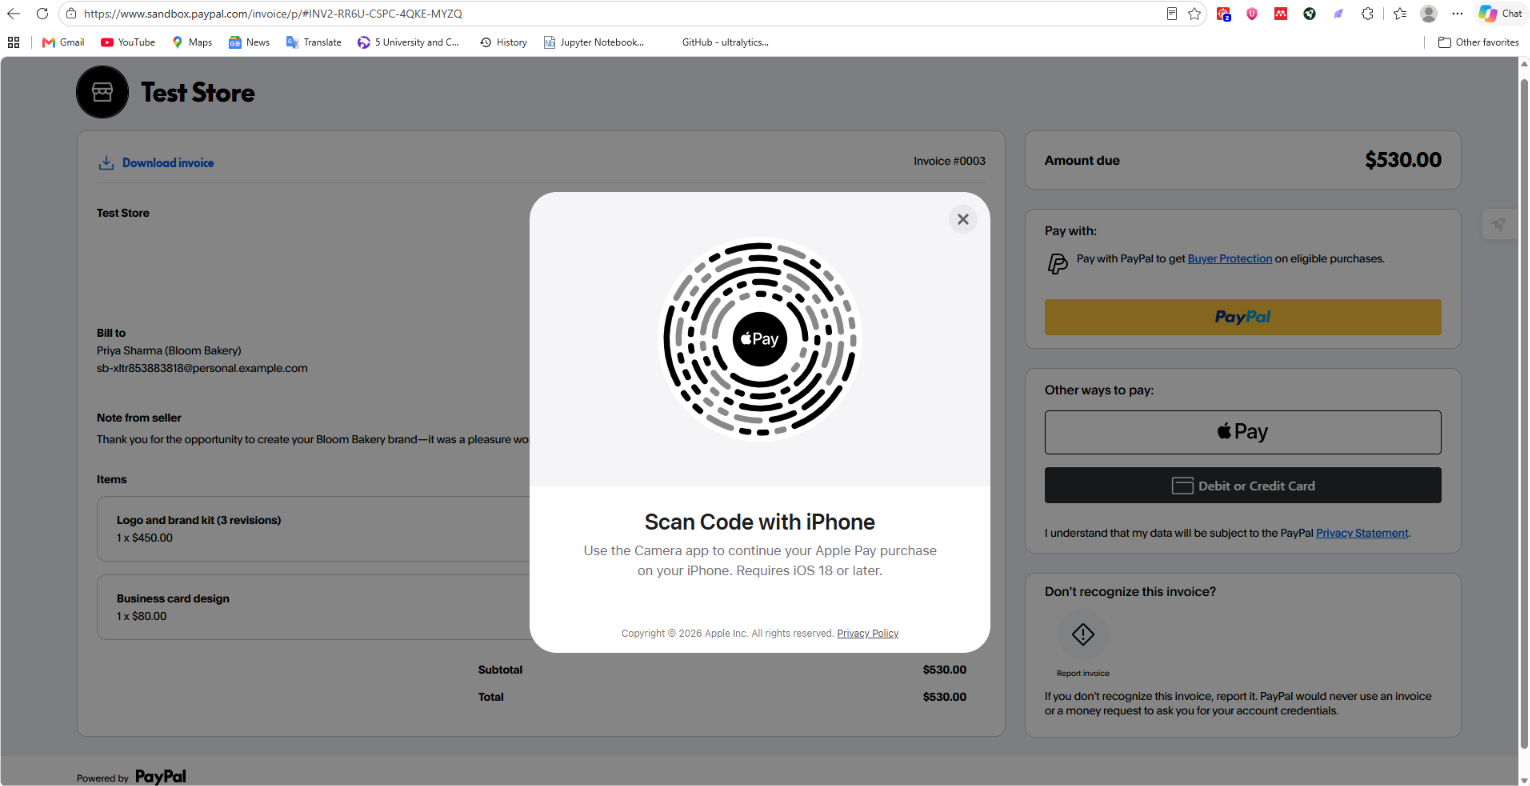 https://www.sandbox.paypal.com/invoice/p/#INV2-RR6U-CSPC-4QKE-MYZQ
2
Chat
Gmail
YouTube
Maps
News
Translate
5 University and C...
History
Jupyter Notebook...
GitHub - ultralytics...
Other favorites
Test Store
Download invoice
Invoice #0003
Test Store
Bill to
Priya Sharma (Bloom Bakery)
sb-xltr853883818@personal.example.com
Note from seller
Thank you for the opportunity to create your Bloom Bakery brand—it was a pleasure wo
Items
Logo and brand kit (3 revisions)
1 x $450.00
Business card design
1 x $80.00
Subtotal
$530.00
Total
$530.00
Pay
Scan Code with iPhone
Use the Camera app to continue your Apple Pay purchase
on your iPhone. Requires iOS 18 or later.
Copyright © 2026 Apple Inc. All rights reserved. Privacy Policy
Amount due
$530.00
Pay with:
Pay with PayPal to get Buyer Protection on eligible purchases.
PayPal
Other ways to pay:
Pay
Debit or Credit Card
I understand that my data will be subject to the PayPal Privacy Statement.
Don't recognize this invoice?
Report invoice
If you don't recognize this invoice, report it. PayPal would never use an invoice
or a money request to ask you for your account credentials.
Powered by PayPal